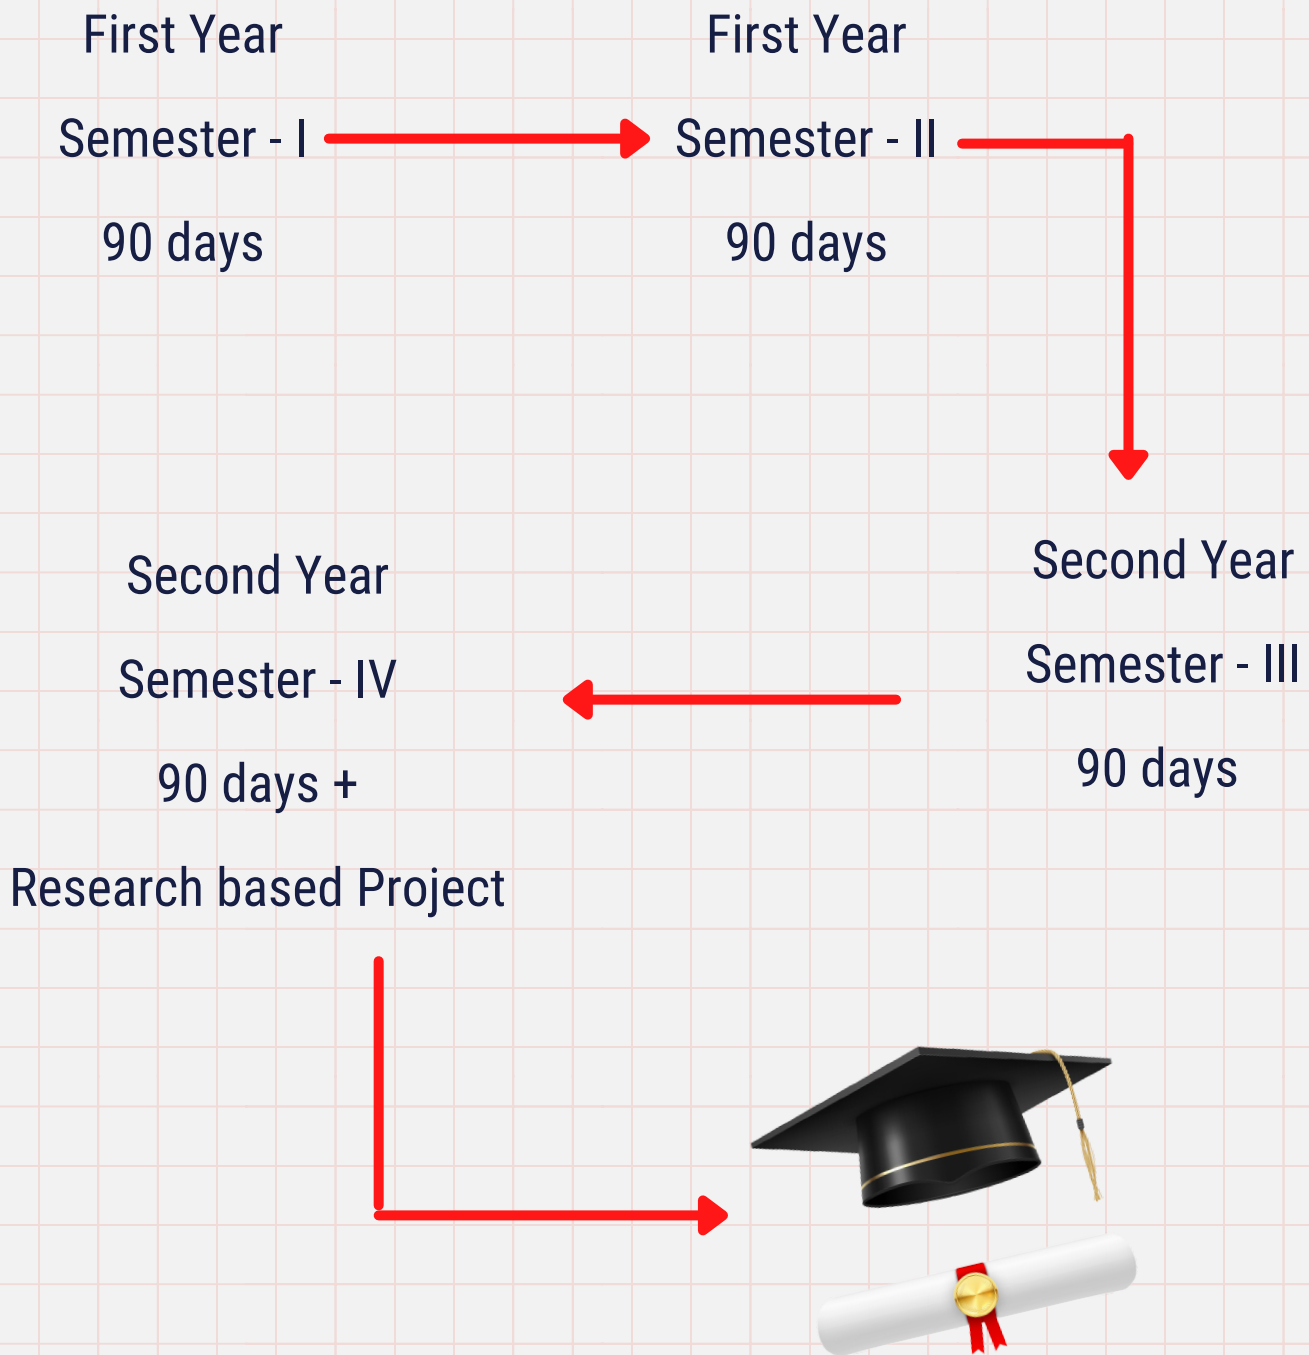 First Year
Semester - I
90 days
First Year
Semester - II
90 days
Second Year
Semester - III
90 days
Second Year
Semester - IV
90 days +
Research based Project